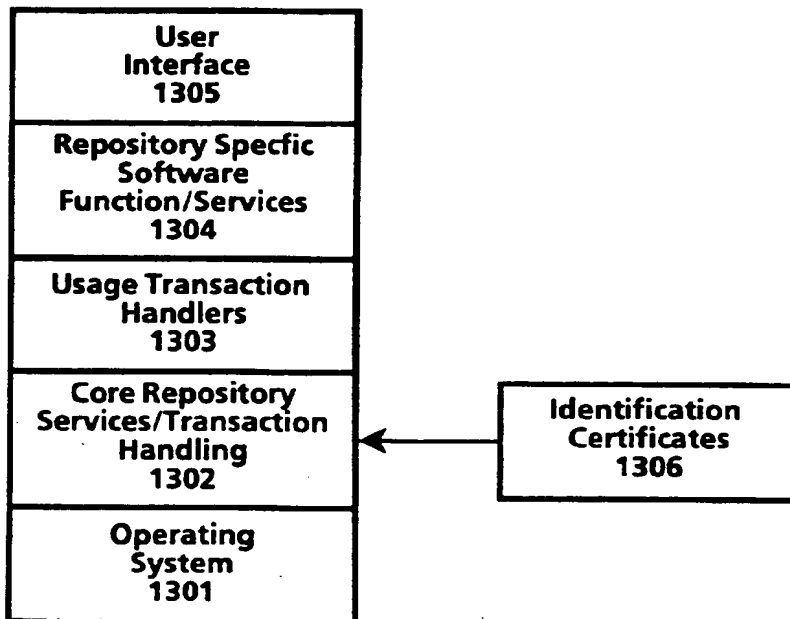 User
Interface
1305
Repository Specfic
Software
Function/Services
1304
Usage Transaction
Handlers
1303
Core Repository
Services/Transaction
Handling
1302
Identification
Certificates
1306
Operating
System
1301